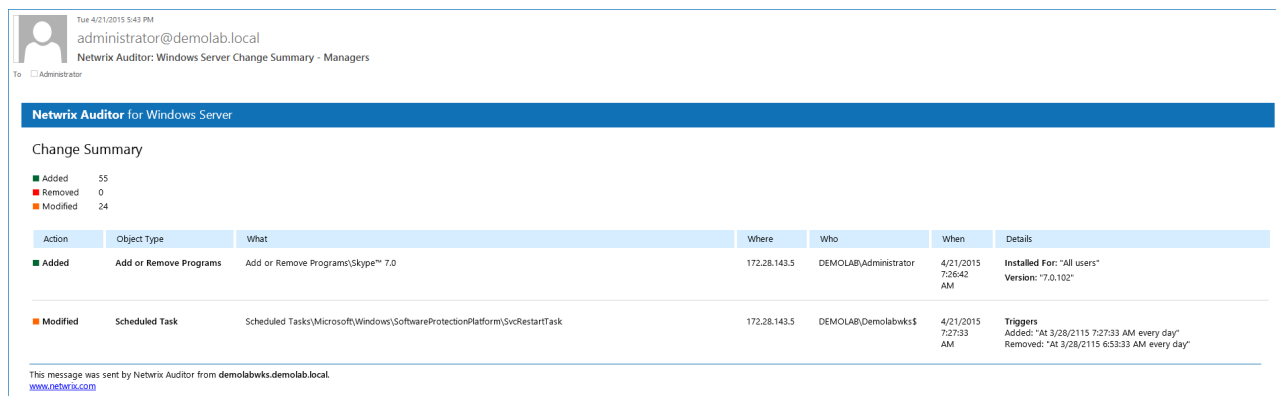 Tue 4/21/2015 5:43 PM
administrator@demolab.local
Netwrix Auditor: Windows Server Change Summary - Managers
To Administrator
Netwrix Auditor for Windows Server
Change Summary
Added 55
Removed 0
Modified 24
Action Object Type What Where Who When Details
Added Add or Remove Programs Add or Remove Programs\Skype™ 7.0 172.28.143.5 DEMOLAB\Administrator 4/21/2015 Installed For: "All users"
7:26:42 Version: "7.0.102"
AM
Modified Scheduled Task Scheduled Tasks\Microsoft\Windows\SoftwareProtectionPlatform\SvcRestartTask 172.28.143.5 DEMOLAB\Demolabwks$ 4/21/2015 Triggers
7:27:33 Added: "At 3/28/2115 7:27:33 AM every day"
AM Removed: "At 3/28/2115 6:53:33 AM every day"
This message was sent by Netwrix Auditor from demolabwks.demolab.local.
www.netwrix.com